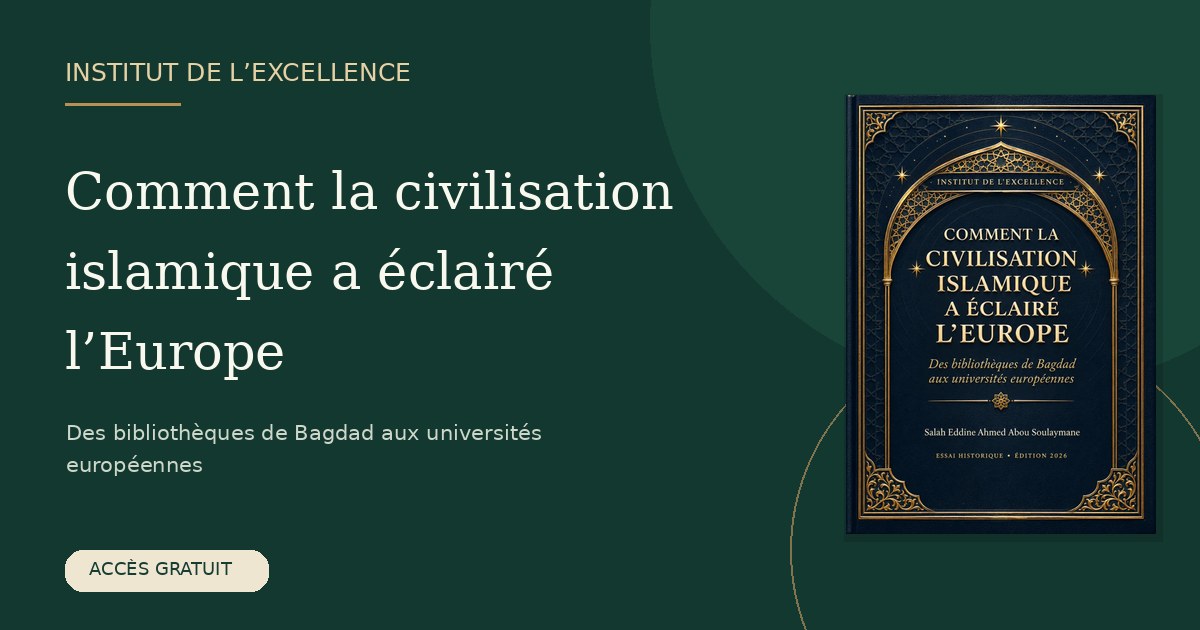 INSTITUT DE L’EXCELLENCE
Comment la civilisation
islamique a éclairé
l’Europe
Des bibliothèques de Bagdad aux universités
européennes
ACCÈS GRATUIT
INSTITUT DE L'EXCELLENCE
COMMENT LA
CIVILISATION
ISLAMIQUE
A ÉCLAIRÉ
L'EUROPE
Des bibliothèques de Bagdad
aux universités européennes
Salah Eddine Ahmed Abou Soulaymane
ESSAI HISTORIQUE • ÉDITION 2026